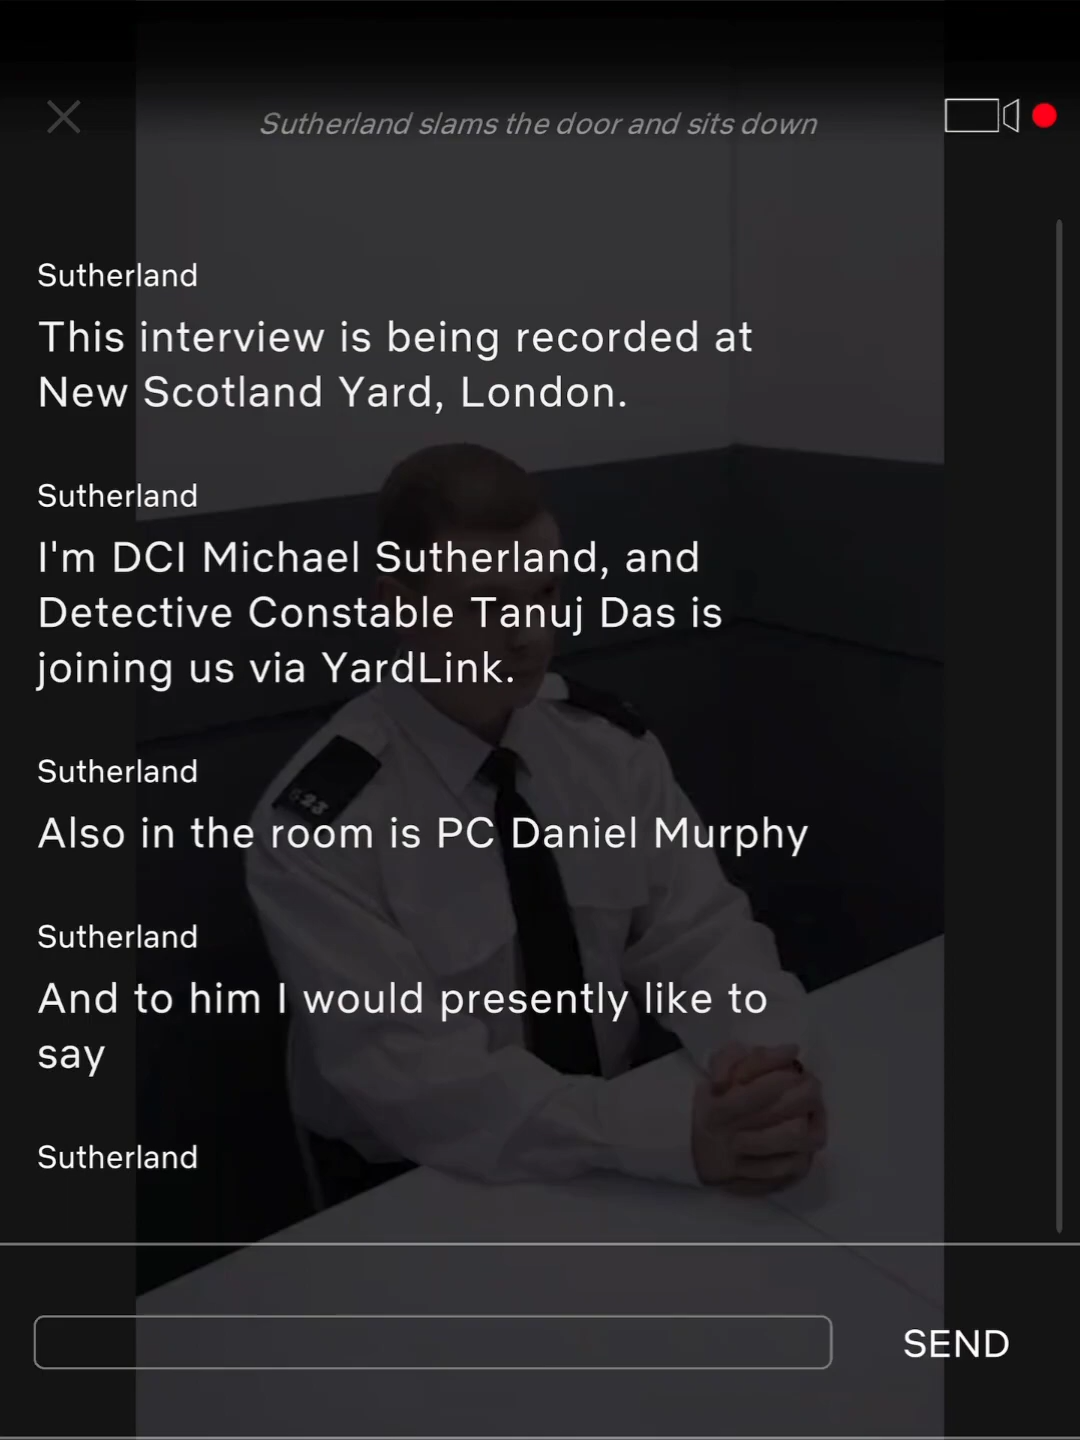 Sutherland slams the door and sits down
Sutherland
This interview is being recorded at
New Scotland Yard, London.
Sutherland
I'm DCI Michael Sutherland, and
Detective Constable Tanuj Das is
joining us via YardLink.
Sutherland
Also in the room is PC Daniel Murphy
Sutherland
And to him I would presently like to
say
Sutherland
SEND